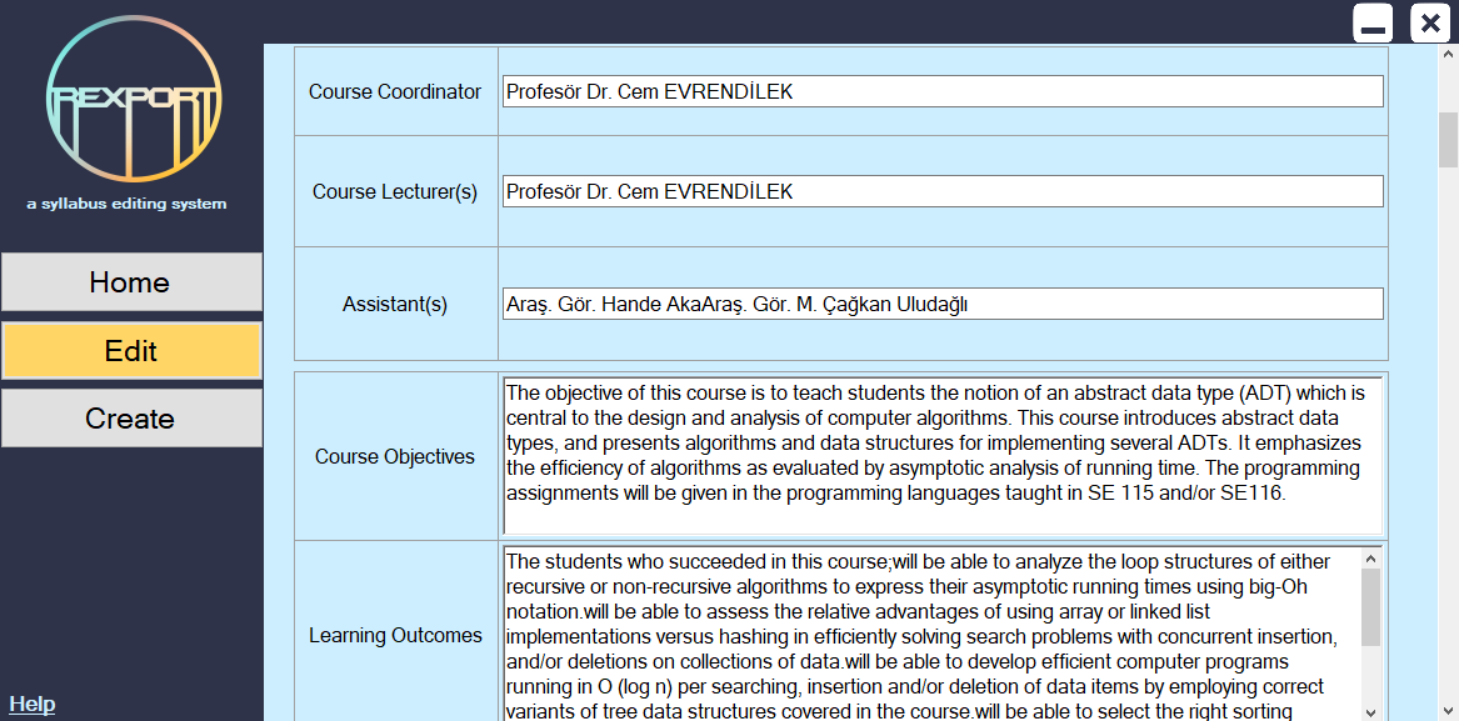 REXPORT
a syllabus editing system
Home
Edit
Create
Help
Course Coordinator
Profesör Dr. Cem EVRENDİLEK
Course Lecturer(s)
Profesör Dr. Cem EVRENDİLEK
Assistant(s)
Araş. Gör. Hande AkaAraş. Gör. M. Çağkan Uludağlı
Course Objectives
The objective of this course is to teach students the notion of an abstract data type (ADT) which is
central to the design and analysis of computer algorithms. This course introduces abstract data
types, and presents algorithms and data structures for implementing several ADTs. It emphasizes
the efficiency of algorithms as evaluated by asymptotic analysis of running time. The programming
assignments will be given in the programming languages taught in SE 115 and/or SE116.
Learning Outcomes
The students who succeeded in this course;will be able to analyze the loop structures of either
recursive or non-recursive algorithms to express their asymptotic running times using big-Oh
notation.will be able to assess the relative advantages of using array or linked list
implementations versus hashing in efficiently solving search problems with concurrent insertion,
and/or deletions on collections of data.will be able to develop efficient computer programs
running in O (log n) per searching, insertion and/or deletion of data items by employing correct
variants of tree data structures covered in the course.will be able to select the right sorting